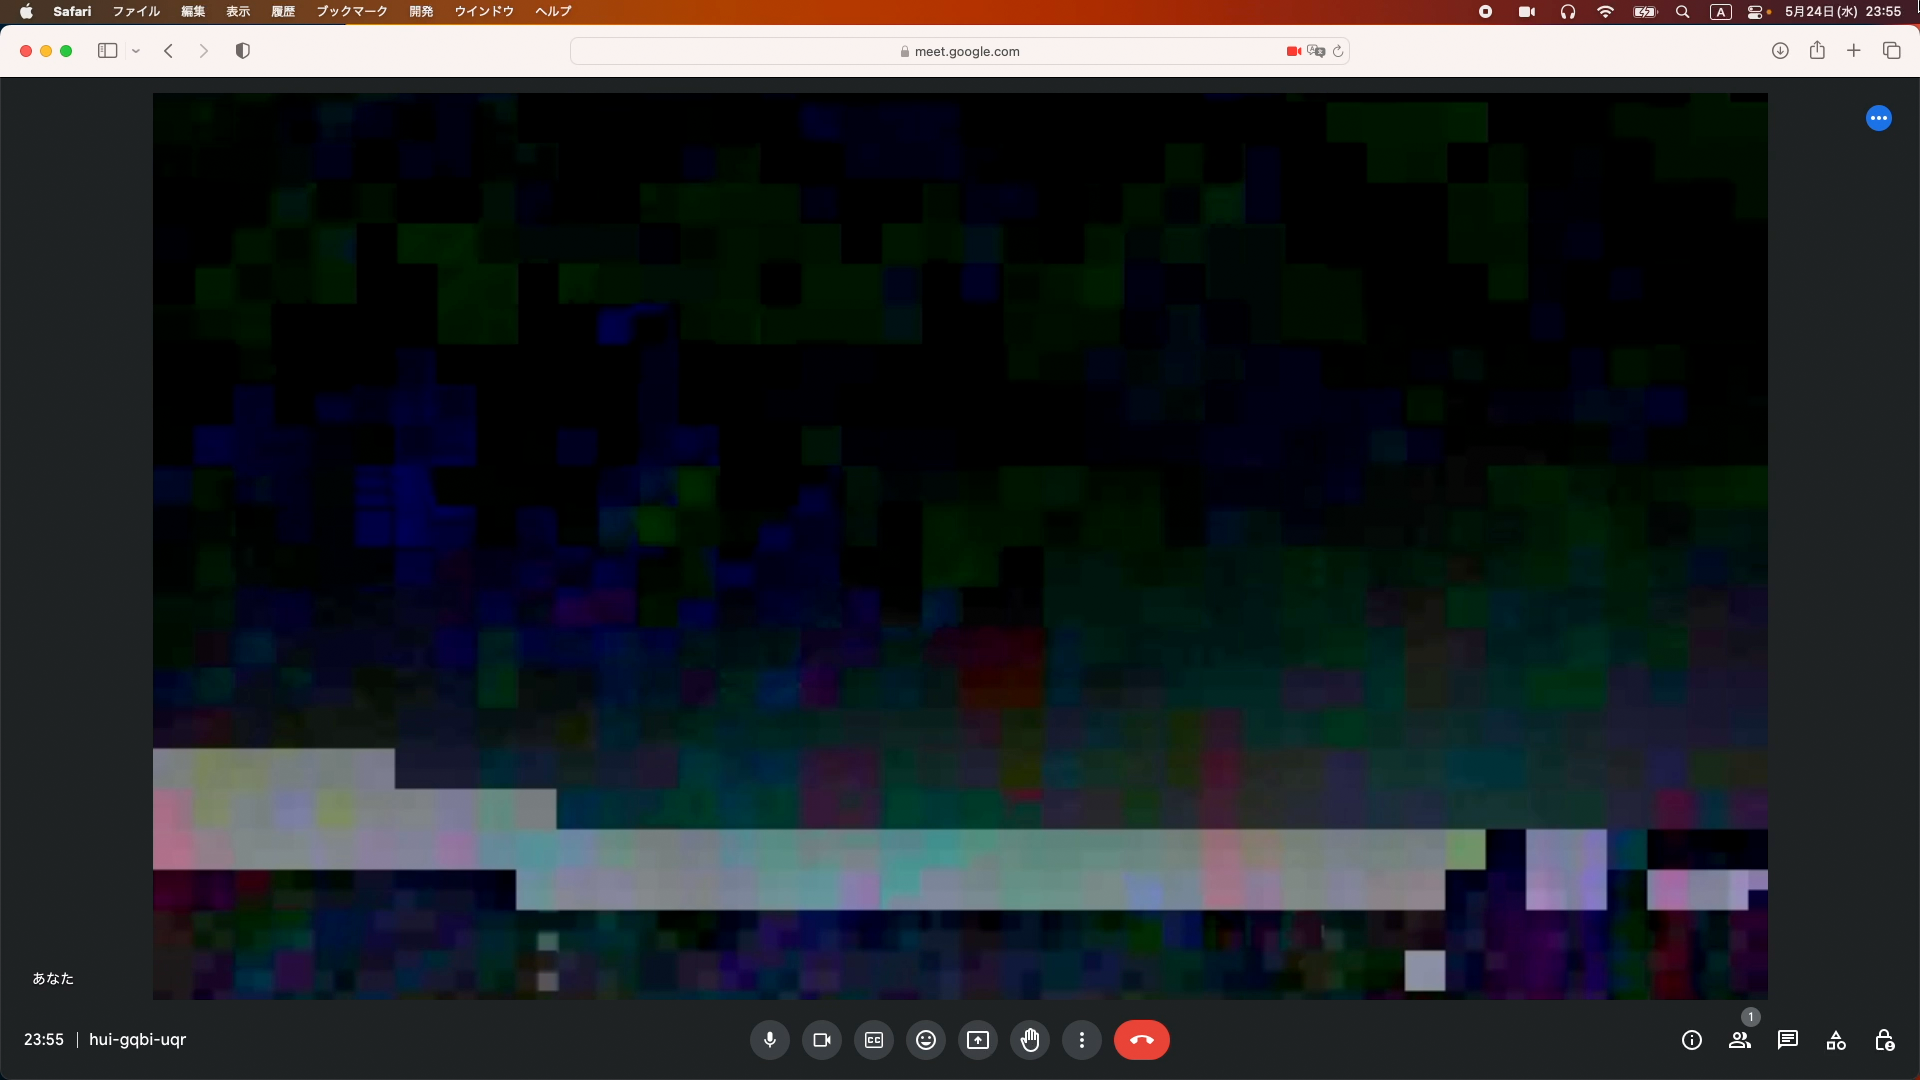 Safari ファイル 編集 表示 履歴 ブックマーク 開発 ウインドウ ヘルプ A 5月24日(水) 23:55
meet.google.com
あなた
23:55 | hui-gqbi-uqr CC 1